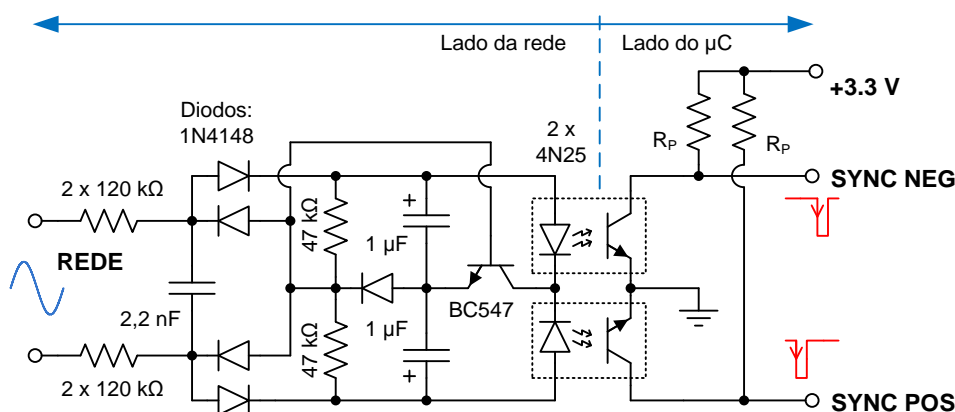 Lado da rede
Lado do µC
+3.3 V
Diodos:
1N4148
2 x
4N25
R_P
R_P
2 x 120 kΩ
SYNC NEG
47 kΩ
+
1 µF
REDE
BC547
2,2 nF
1 µF
47 kΩ
+
2 x 120 kΩ
SYNC POS